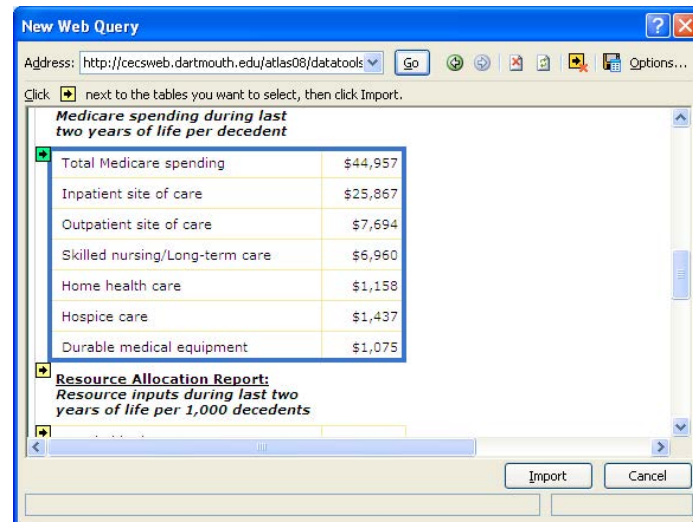 New Web Query
Address: http://cecsweb.dartmouth.edu/atlas08/datatools Go Options...
Click next to the tables you want to select, then click Import.
Medicare spending during last
two years of life per decedent
Total Medicare spending $44,957
Inpatient site of care $25,867
Outpatient site of care $7,694
Skilled nursing/Long-term care $6,960
Home health care $1,158
Hospice care $1,437
Durable medical equipment $1,075
Resource Allocation Report:
Resource inputs during last two
years of life per 1,000 decedents
Import Cancel